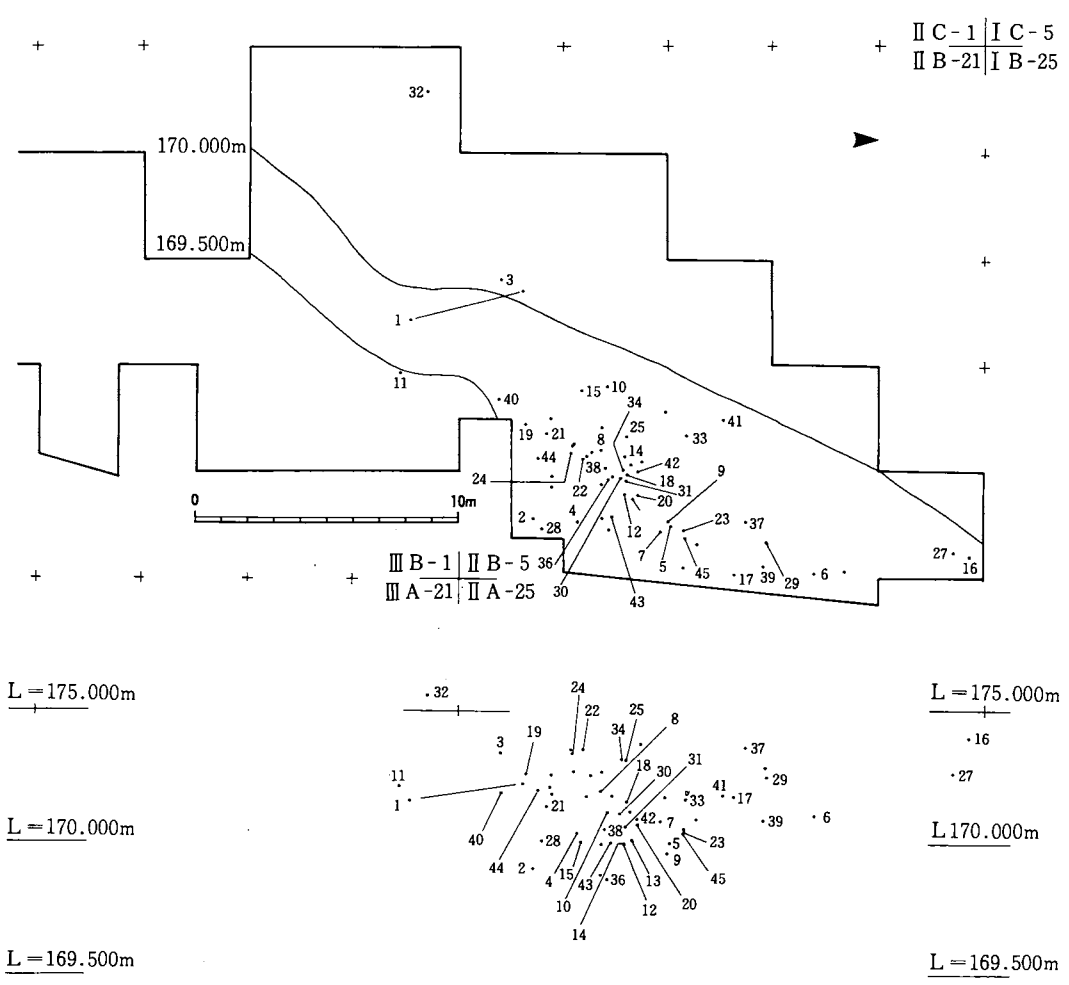 Ⅱ C-1 Ⅰ C-5
Ⅱ B-21 Ⅰ B-25
32
170.000m
169.500m
3
1
11
40
15 10
34
19 21 8 25 33 41
44 14 42
24 22 38 18 9
31
20
2 28 4 12 23 37
7 5 45 29
27 16
36 17 39 6
30 43
0 10m
Ⅲ B-1 Ⅱ B-5
Ⅲ A-21 Ⅱ A-25
L=175.000m
32
24
22 34 25 8
L=175.000m
3 19 31 37 16
11 18 30 41 29 27
1 21 33 17
L=170.000m
40 28 38 42 7 39 6
L170.000m
44 2 4 15 43 36 13 5 9 23 45
10 12 20
14
L=169.500m
L=169.500m